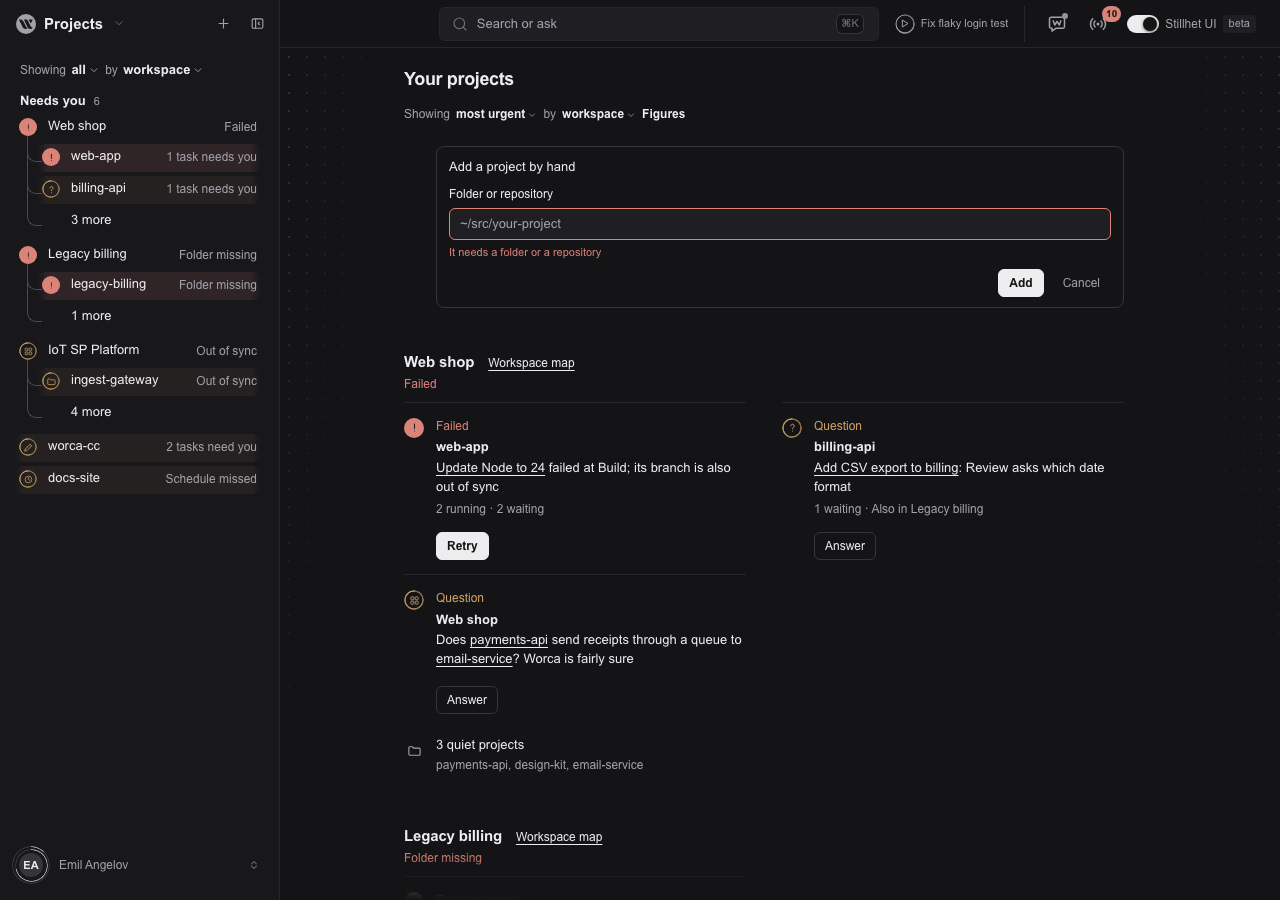 Projects
Search or ask
⌘K
Fix flaky login test
10
Stillhet UI
beta
Showing all by workspace
Needs you 6
Web shop Failed
web-app 1 task needs you
billing-api 1 task needs you
3 more
Legacy billing Folder missing
legacy-billing Folder missing
1 more
IoT SP Platform Out of sync
ingest-gateway Out of sync
4 more
worca-cc 2 tasks need you
docs-site Schedule missed
EA
Emil Angelov
Your projects
Showing most urgent by workspace Figures
Add a project by hand
Folder or repository
~/src/your-project
It needs a folder or a repository
Add
Cancel
Web shop Workspace map
Failed
Failed
web-app
Update Node to 24 failed at Build; its branch is also
out of sync
2 running · 2 waiting
Retry
Question
billing-api
Add CSV export to billing: Review asks which date
format
1 waiting · Also in Legacy billing
Answer
Question
Web shop
Does payments-api send receipts through a queue to
email-service? Worca is fairly sure
Answer
3 quiet projects
payments-api, design-kit, email-service
Legacy billing Workspace map
Folder missing